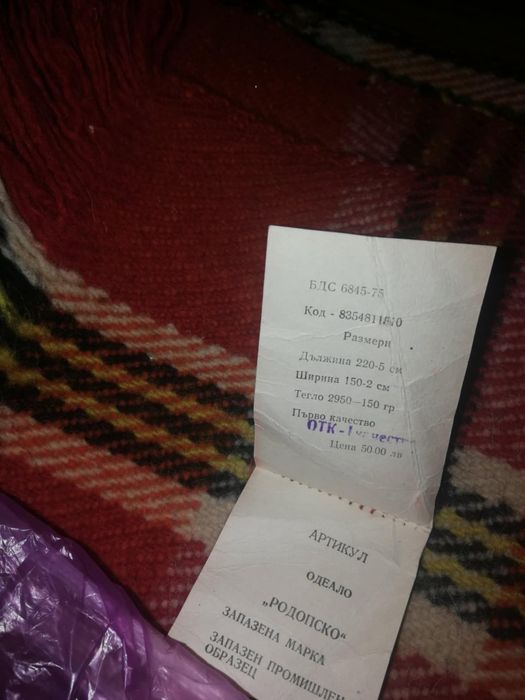 БДС 6845-75
Код - 8354811810
Размери
Дължина 220-5 см
Ширина 150-2 см
Тегло 2950—150 гр
Първо качество
ОТК-I
Цена 50.00 лв
АРТИКУЛ
ОДЕАЛО
„РОДОПСКО“
ЗАПАЗЕНА МАРКА
ЗАПАЗЕН ПРОМИШЛЕН
ОБРАЗЕЦ